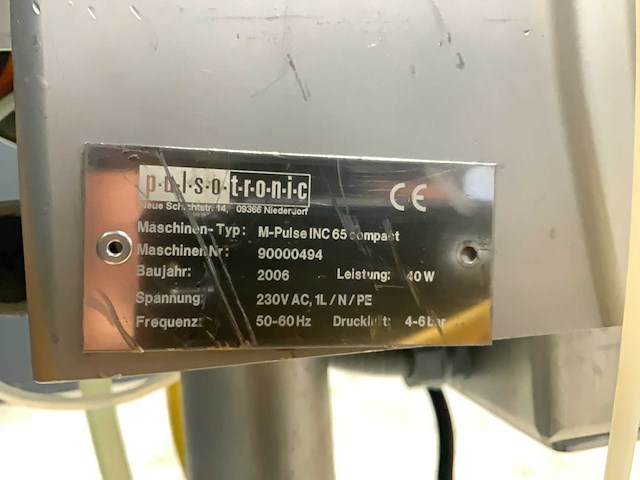 p·u·l·s·o·t·r·o·n·i·c
Neue Schachtstr. 14, 09366 Niederdorf
CE
Maschinen-Typ: M-Pulse INC 65 compact
Maschinen Nr: 90000494
Baujahr: 2006 Leistung: 40 W
Spannung: 230V AC, 1L / N / PE
Frequenz: 50-60 Hz Druckluft: 4-6 bar